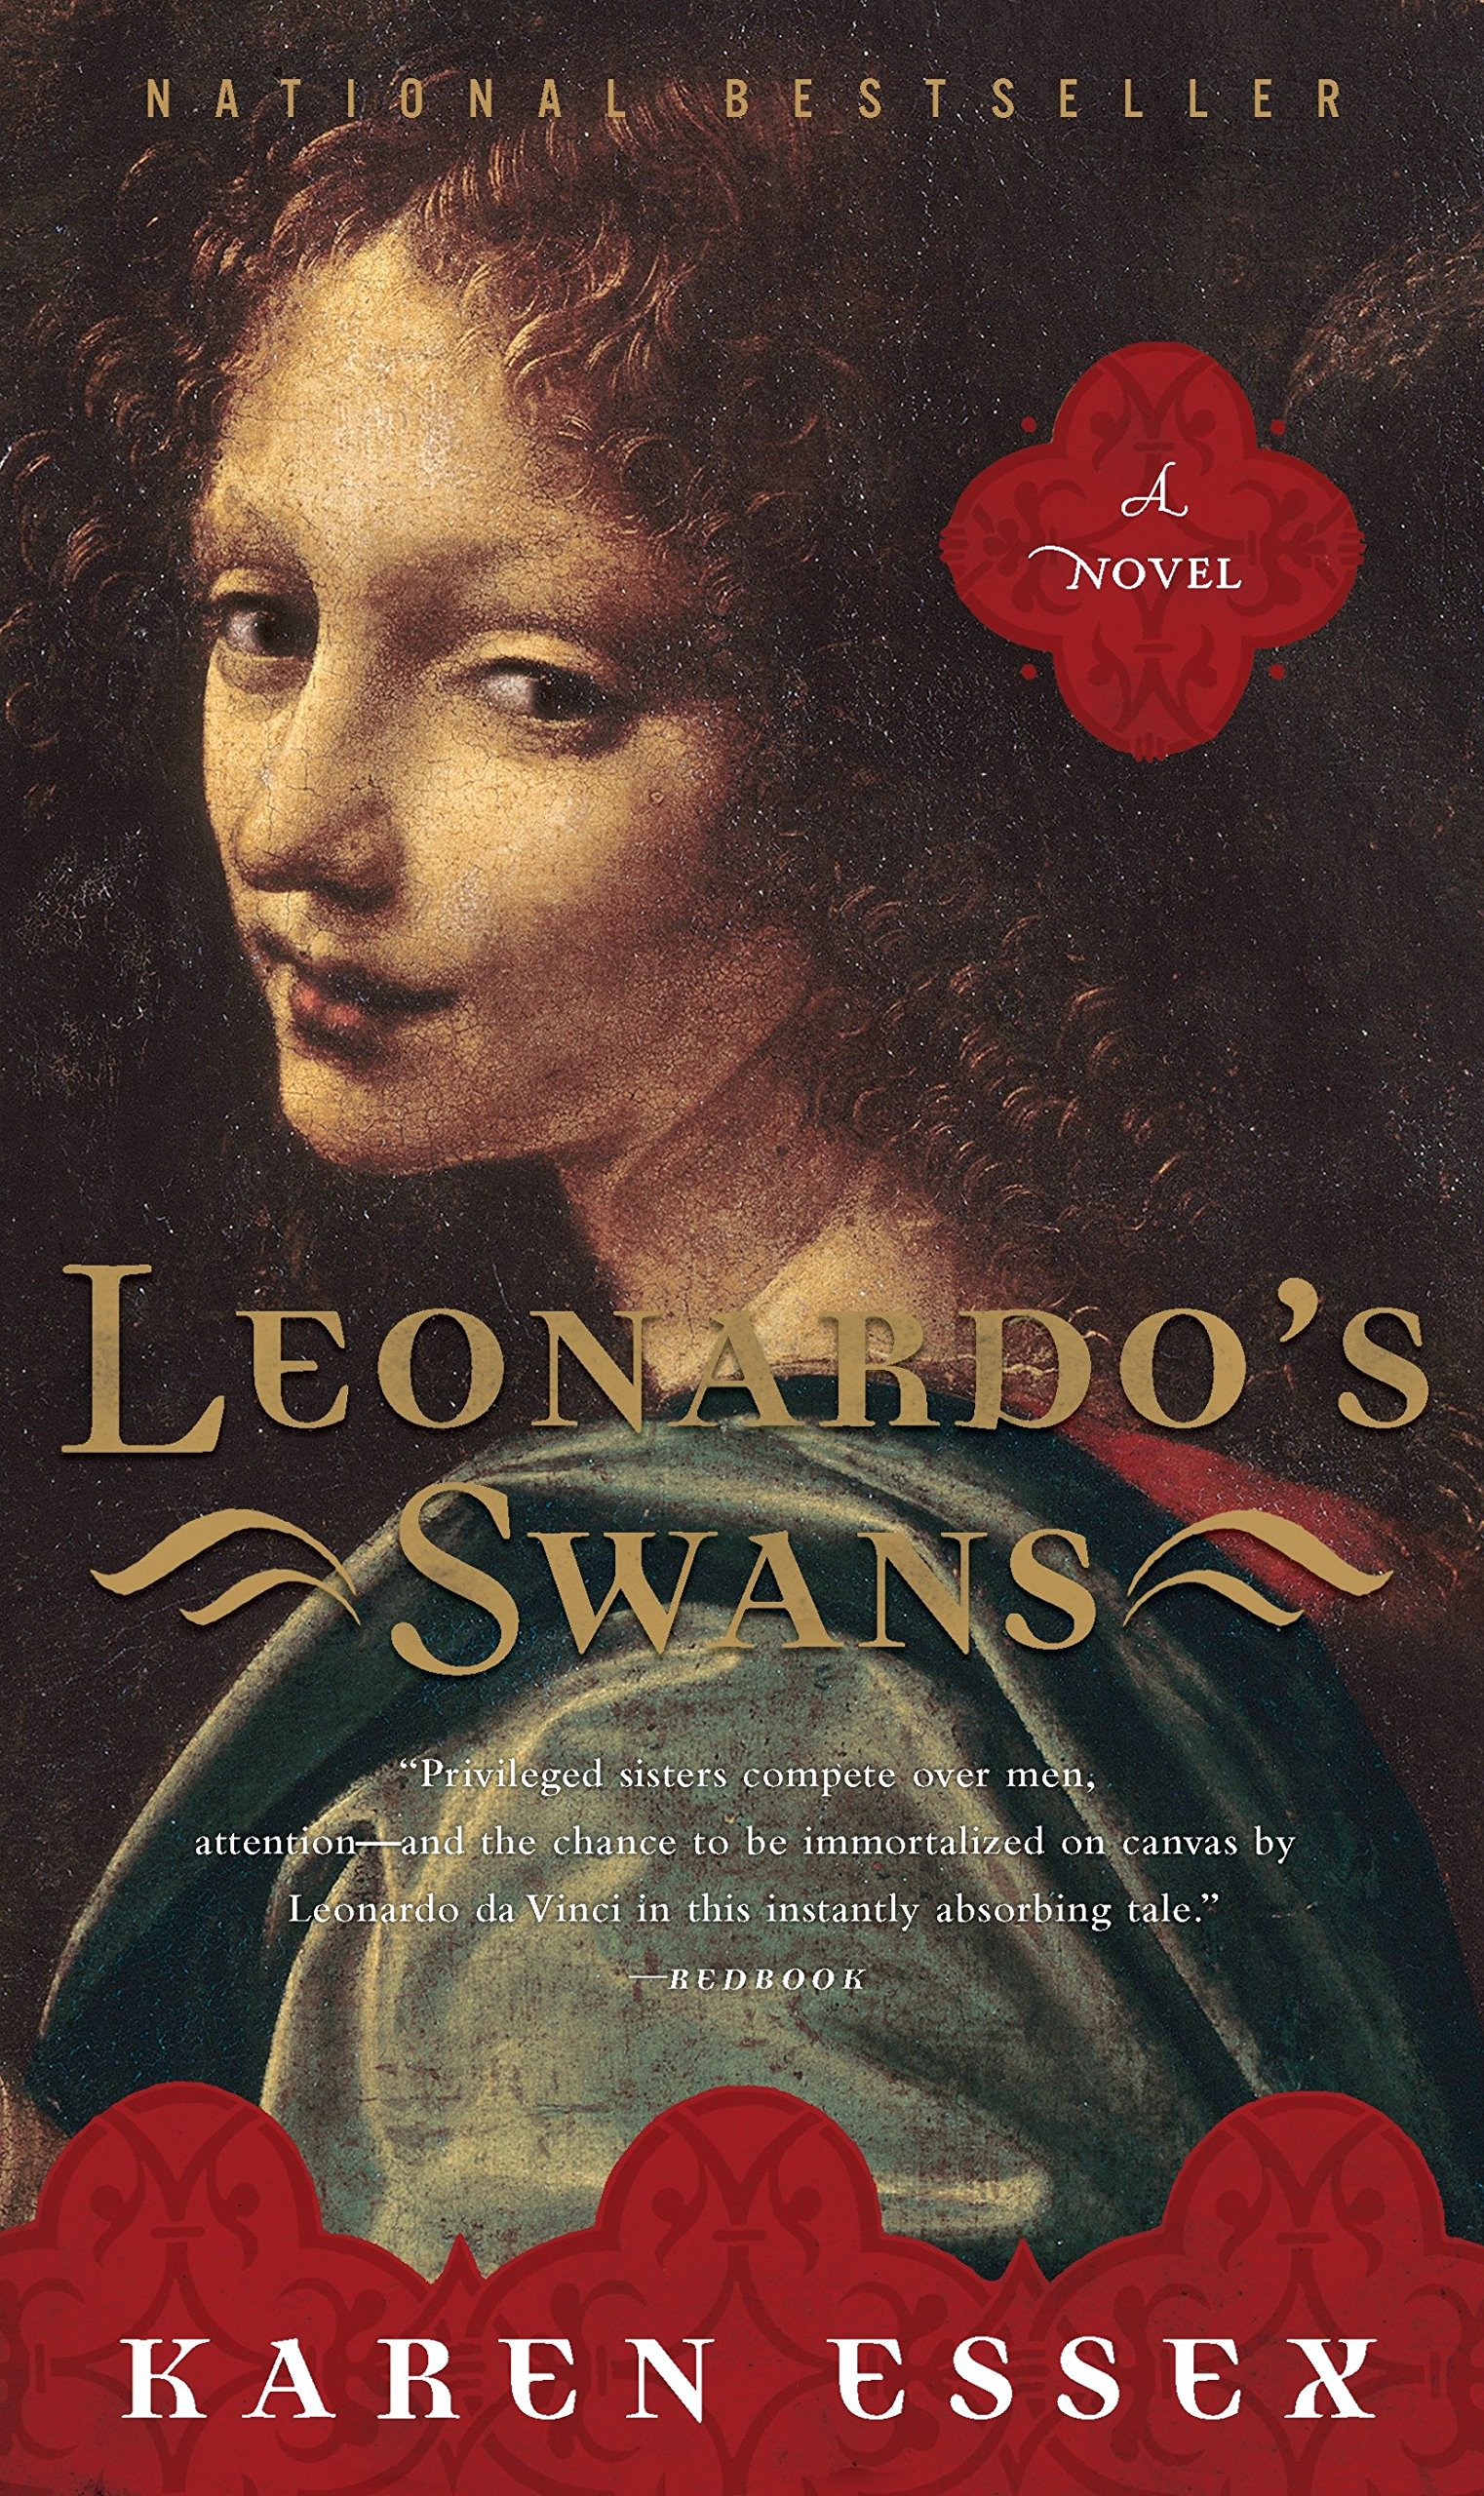 NATIONAL BESTSELLER
A
NOVEL
LEONARDO'S
SWANS
“Privileged sisters compete over men,
attention—and the chance to be immortalized on canvas by
Leonardo da Vinci in this instantly absorbing tale.”
—REDBOOK
KAREN ESSEX